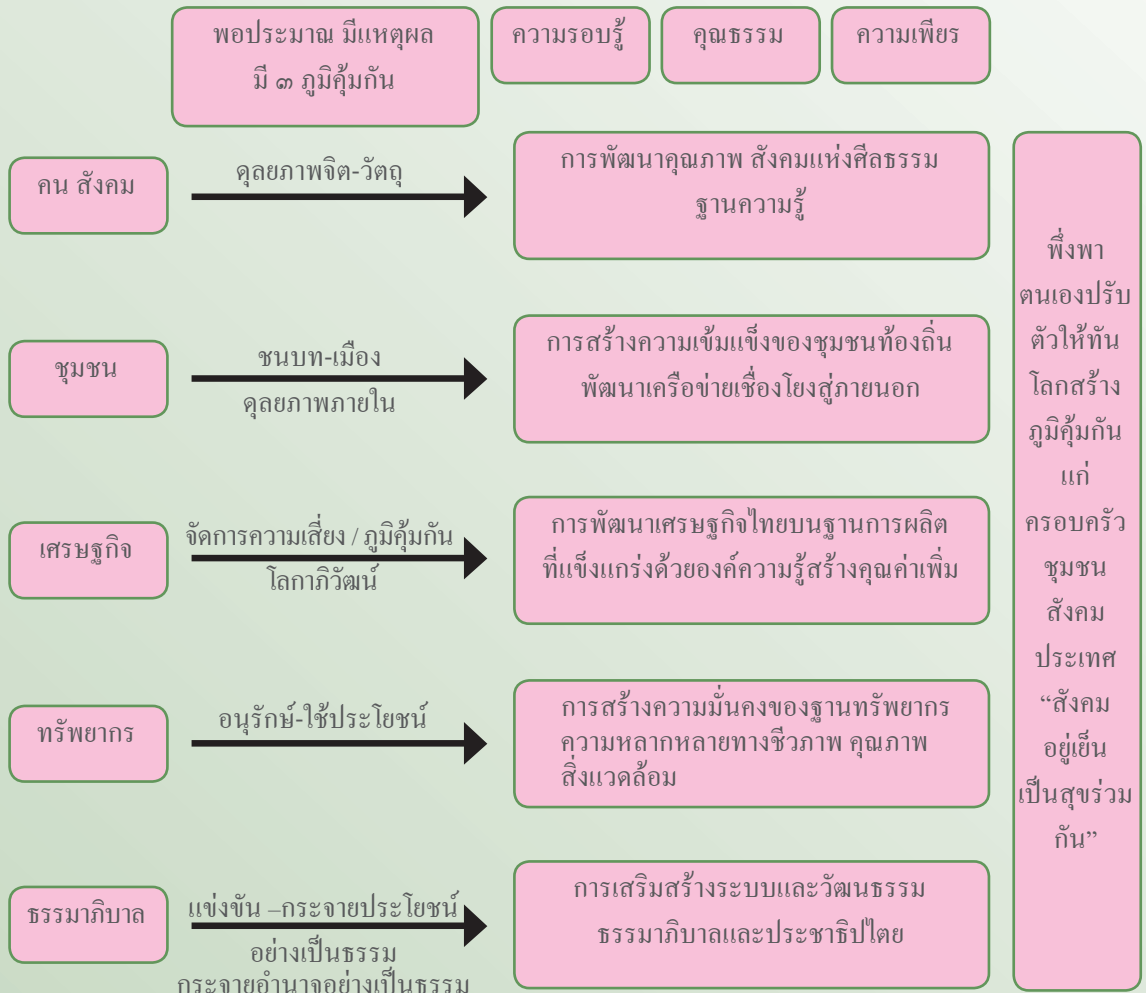 พอประมาณ มีแหตุผล
มี ๓ ภูมิคุ้มกัน
ความรอบรู้
คุณธรรม
ความเพียร
คน สังคม
ดุลยภาพจิต-วัตถุ
การพัฒนาคุณภาพ สังคมแห่งศีลธรรม
ฐานความรู้
ชุมชน
ชนบท-เมือง
ดุลยภาพภายใน
การสร้างความเข้มแข็งของชุมชนท้องถิ่น
พัฒนาเครือข่ายเชื่องโยงสู่ภายนอก
เศรษฐกิจ
จัดการความเสี่ยง / ภูมิคุ้มกัน
โลกาภิวัฒน์
การพัฒนาเศรษฐกิจไทยบนฐานการผลิต
ที่แข็งแกร่งด้วยองค์ความรู้สร้างคุณค่าเพิ่ม
ทรัพยากร
อนุรักษ์-ใช้ประโยชน์
การสร้างความมั่นคงของฐานทรัพยากร
ความหลากหลายทางชีวภาพ คุณภาพ
สิ่งแวดล้อม
ธรรมาภิบาล
แข่งขัน –กระจายประโยชน์
อย่างเป็นธรรม
กระจายอำนาจอย่างเป็นธรรม
การเสริมสร้างระบบและวัฒนธรรม
ธรรมาภิบาลและประชาธิปไตย
พึ่งพา
ตนเองปรับ
ตัวให้ทัน
โลกสร้าง
ภูมิคุ้มกัน
แก่
ครอบครัว
ชุมชน
สังคม
ประเทศ
“สังคม
อยู่เย็น
เป็นสุขร่วม
กัน”